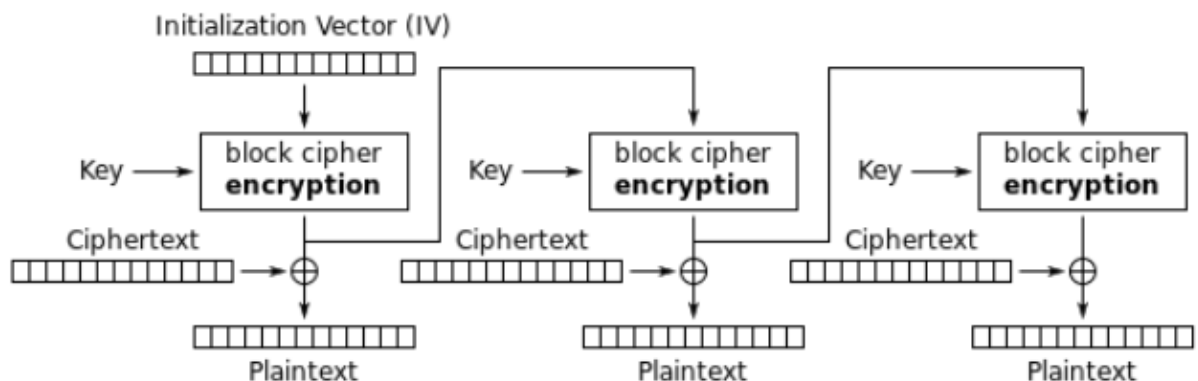 Initialization Vector (IV)
Key
block cipher
encryption
Key
block cipher
encryption
Key
block cipher
encryption
Ciphertext
Ciphertext
Ciphertext
Plaintext
Plaintext
Plaintext